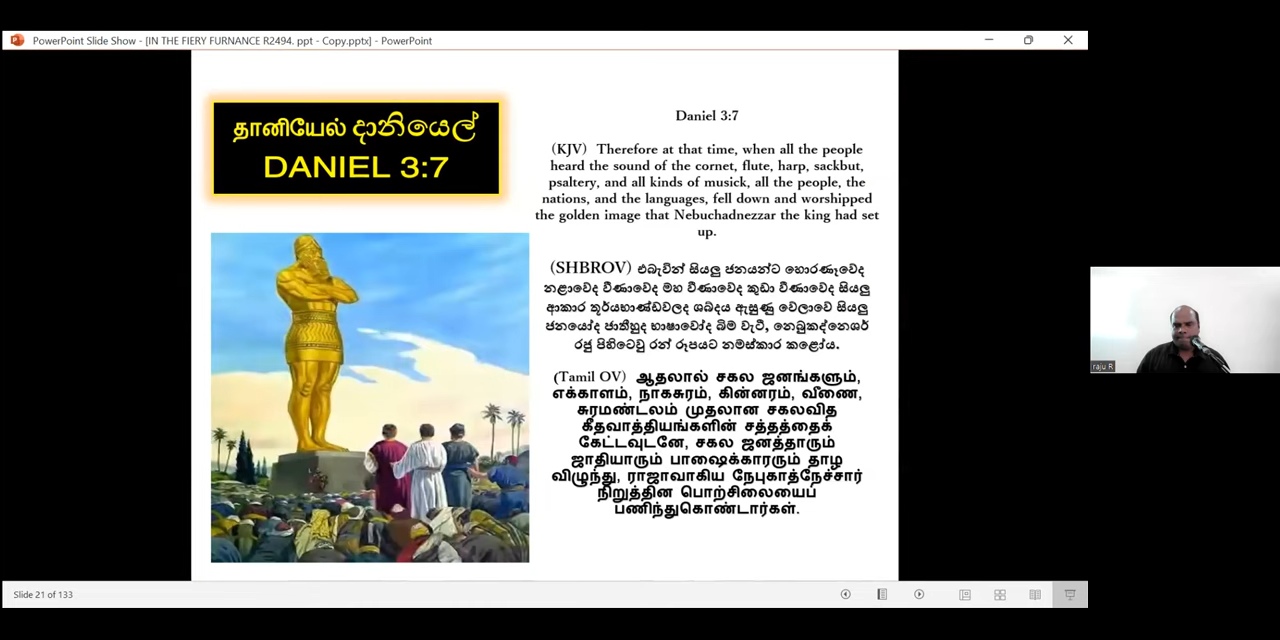 PowerPoint Slide Show - [IN THE FIERY FURNANCE R2494. ppt - Copy.pptx] - PowerPoint
தானியேல் දානියෙල්
DANIEL 3:7
Daniel 3:7
(KJV) Therefore at that time, when all the people
heard the sound of the cornet, flute, harp, sackbut,
psaltery, and all kinds of musick, all the people, the
nations, and the languages, fell down and worshipped
the golden image that Nebuchadnezzar the king had set
up.
(SHBROV) එබැවින් සියලු ජනයන්ට හොරණෑවේද
නළාවේද වීණාවේද මහ වීණාවේද කුඩා වීණාවේද සියලු
ආකාර තූර්යභාණ්ඩවලද ශබදය ඇසුණු වේලාවේ සියලු
ජනයෝද ජාතීහුද භාෂාවෝද බිම වැටී, නෙබුකද්නෙශර්
රජු පිහිටෙවු රන් රූපයට නමස්කාර කළෝය.
(Tamil OV) ஆதலால் சகல ஜனங்களும்,
எக்காளம், நாகசுரம், கின்னரம், வீணை,
சுரமண்டலம் முதலான சகலவித
கீதவாத்தியங்களின் சத்தத்தைக்
கேட்டவுடனே, சகல ஜனத்தாரும்
ஜாதியாரும் பாஷைக்காரரும் தாழ
விழுந்து, ராஜாவாகிய நேபுகாத்நேச்சார்
நிறுத்தின பொற்சிலையைப்
பணிந்துகொண்டார்கள்.
raju R
Slide 21 of 133